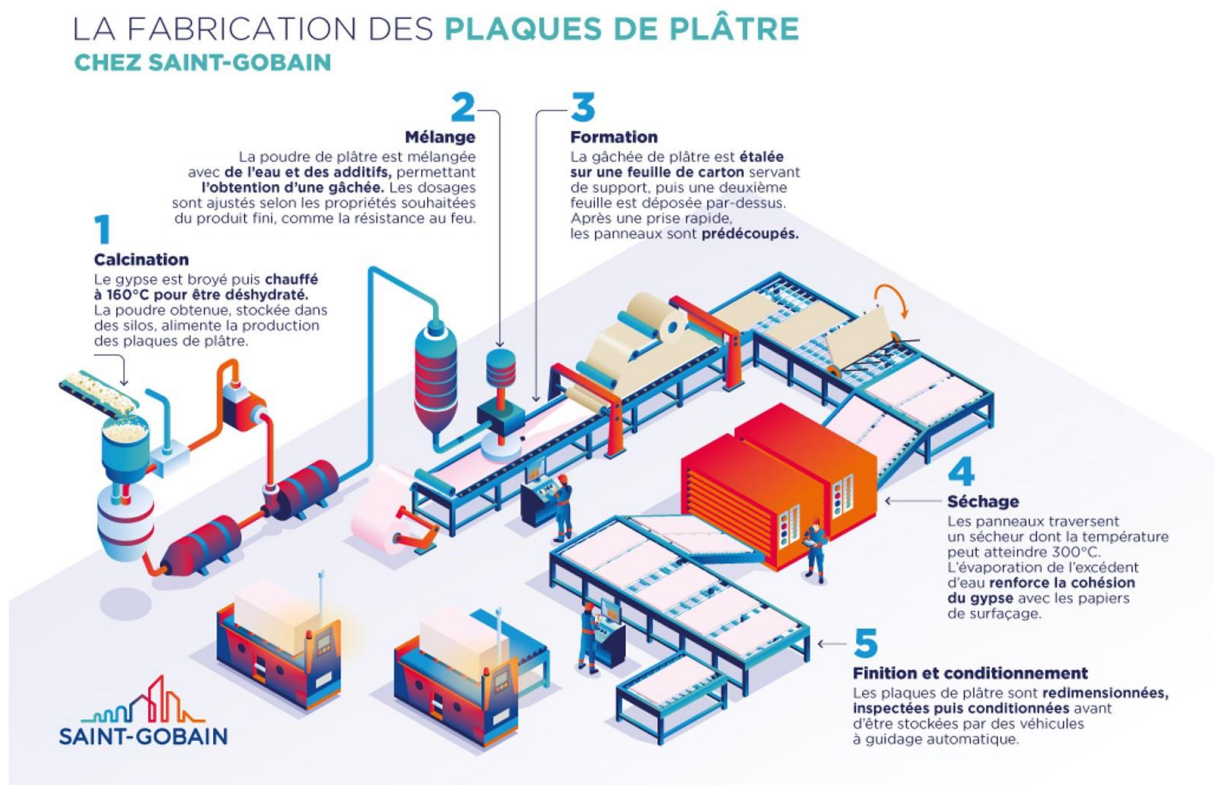 LA FABRICATION DES PLAQUES DE PLÂTRE
CHEZ SAINT-GOBAIN
1
Calcination
Le gypse est broyé puis chauffé
à 160°C pour être déshydraté.
La poudre obtenue, stockée dans
des silos, alimente la production
des plaques de plâtre.
2
Mélange
La poudre de plâtre est mélangée
avec de l'eau et des additifs, permettant
l'obtention d'une gâchée. Les dosages
sont ajustés selon les propriétés souhaitées
du produit fini, comme la résistance au feu.
3
Formation
La gâchée de plâtre est étalée
sur une feuille de carton servant
de support, puis une deuxième
feuille est déposée par-dessus.
Après une prise rapide,
les panneaux sont prédécoupés.
4
Séchage
Les panneaux traversent
un sécheur dont la température
peut atteindre 300°C.
L'évaporation de l'excédent
d'eau renforce la cohésion
du gypse avec les papiers
de surfaçage.
5
Finition et conditionnement
Les plaques de plâtre sont redimensionnées,
inspectées puis conditionnées avant
d'être stockées par des véhicules
à guidage automatique.
SAINT-GOBAIN